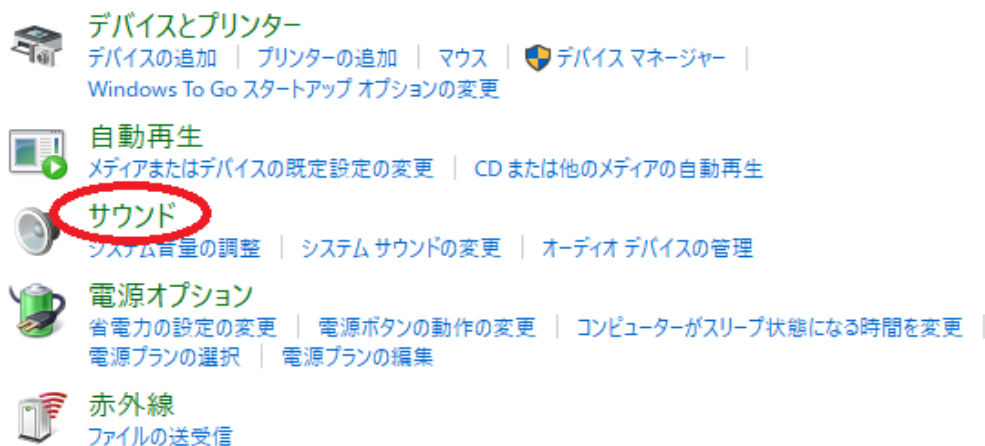 デバイスとプリンター
デバイスの追加 | プリンターの追加 | マウス | デバイス マネージャー |
Windows To Go スタートアップ オプションの変更
自動再生
メディアまたはデバイスの既定設定の変更 | CD または他のメディアの自動再生
サウンド
システム音量の調整 | システム サウンドの変更 | オーディオ デバイスの管理
電源オプション
省電力の設定の変更 | 電源ボタンの動作の変更 | コンピューターがスリープ状態になる時間を変更 |
電源プランの選択 | 電源プランの編集
赤外線
ファイルの送受信